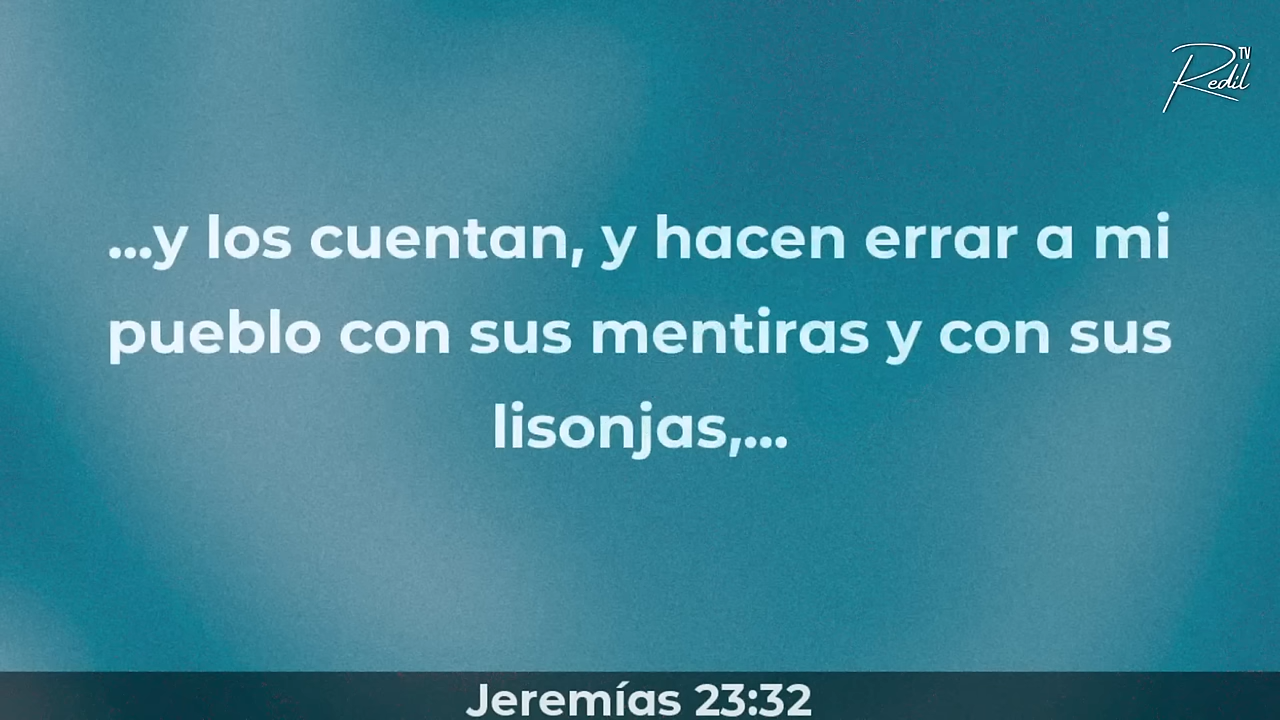 TV
Redil
...y los cuentan, y hacen errar a mi
pueblo con sus mentiras y con sus
lisonjas,...
Jeremías 23:32